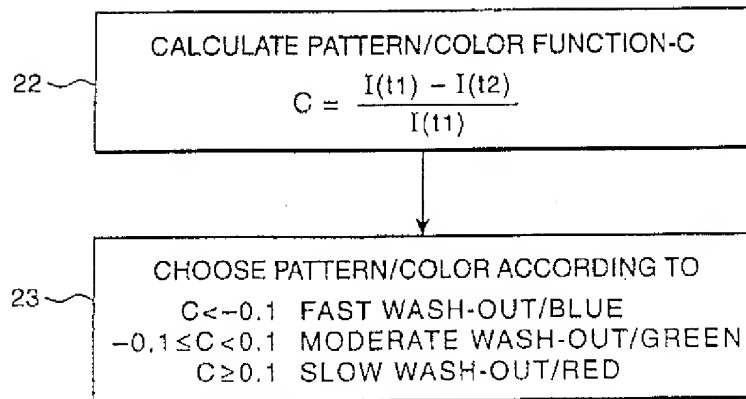 CALCULATE PATTERN/COLOR FUNCTION-C
22
C = I(t1) - I(t2) / I(t1)
CHOOSE PATTERN/COLOR ACCORDING TO
23
C<-0.1 FAST WASH-OUT/BLUE
-0.1≤C<0.1 MODERATE WASH-OUT/GREEN
C≥0.1 SLOW WASH-OUT/RED